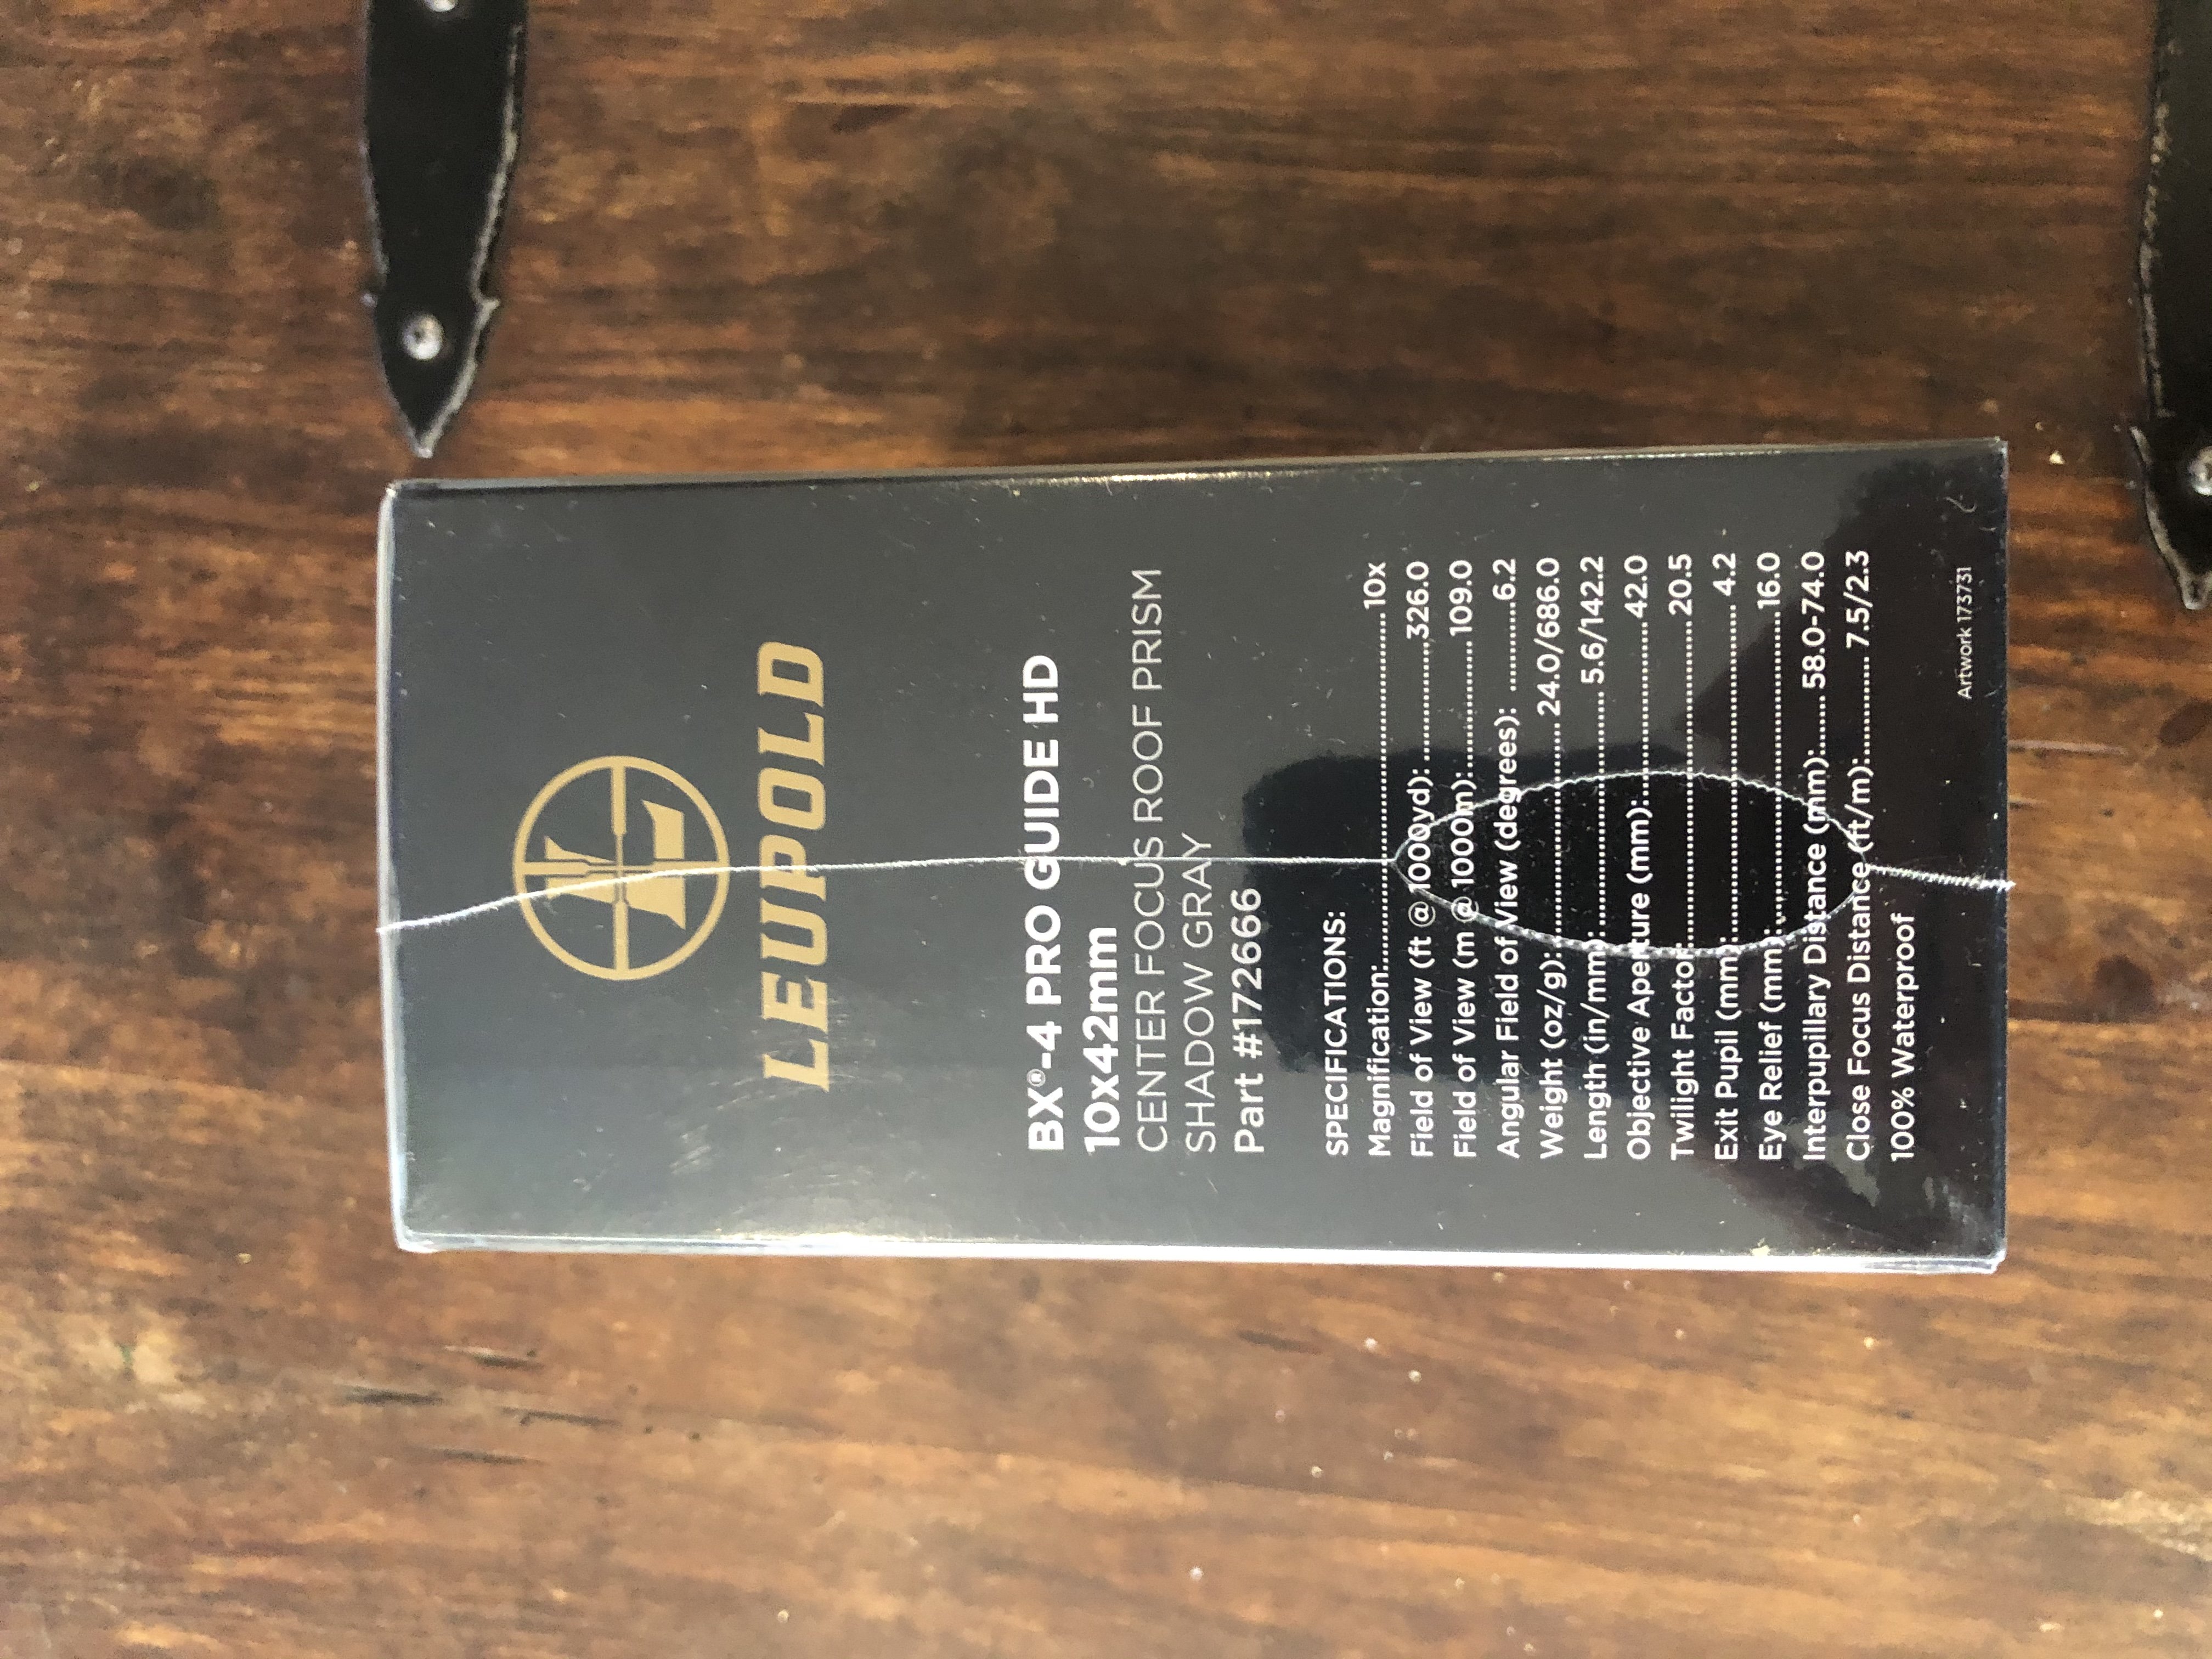 LEUPOLD
BX®-4 PRO GUIDE HD
10x42mm
CENTER FOCUS ROOF PRISM
SHADOW GRAY
Part #172666
SPECIFICATIONS:
Magnification:..........................................10x
Field of View (ft @ 1000yd): ............326.0
Field of View (m @ 1000m):............. 109.0
Angular Field of View (degrees): ...........6.2
Weight (oz/g):......................... 24.0/686.0
Length (in/mm):........................ 5.6/142.2
Objective Aperture (mm):.................. 42.0
Twilight Factor:............................... 20.5
Exit Pupil (mm):................................ 4.2
Eye Relief (mm):...............................16.0
Interpupillary Distance (mm):........ 58.0-74.0
Close Focus Distance (ft/m):........... 7.5/2.3
100% Waterproof
Artwork 173731